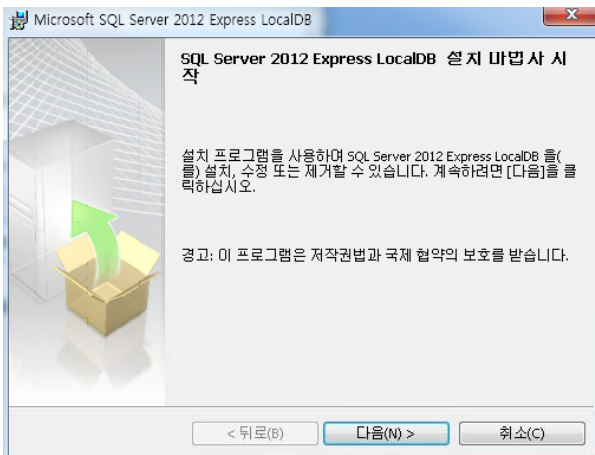 Microsoft SQL Server 2012 Express LocalDB
SQL Server 2012 Express LocalDB 설치 마법사 시
작
설치 프로그램을 사용하여 SQL Server 2012 Express LocalDB 을(
를) 설치, 수정 또는 제거할 수 있습니다. 계속하려면 [다음]을 클
릭하십시오.
경고: 이 프로그램은 저작권법과 국제 협약의 보호를 받습니다.
< 뒤로(B) 다음(N) > 취소(C)